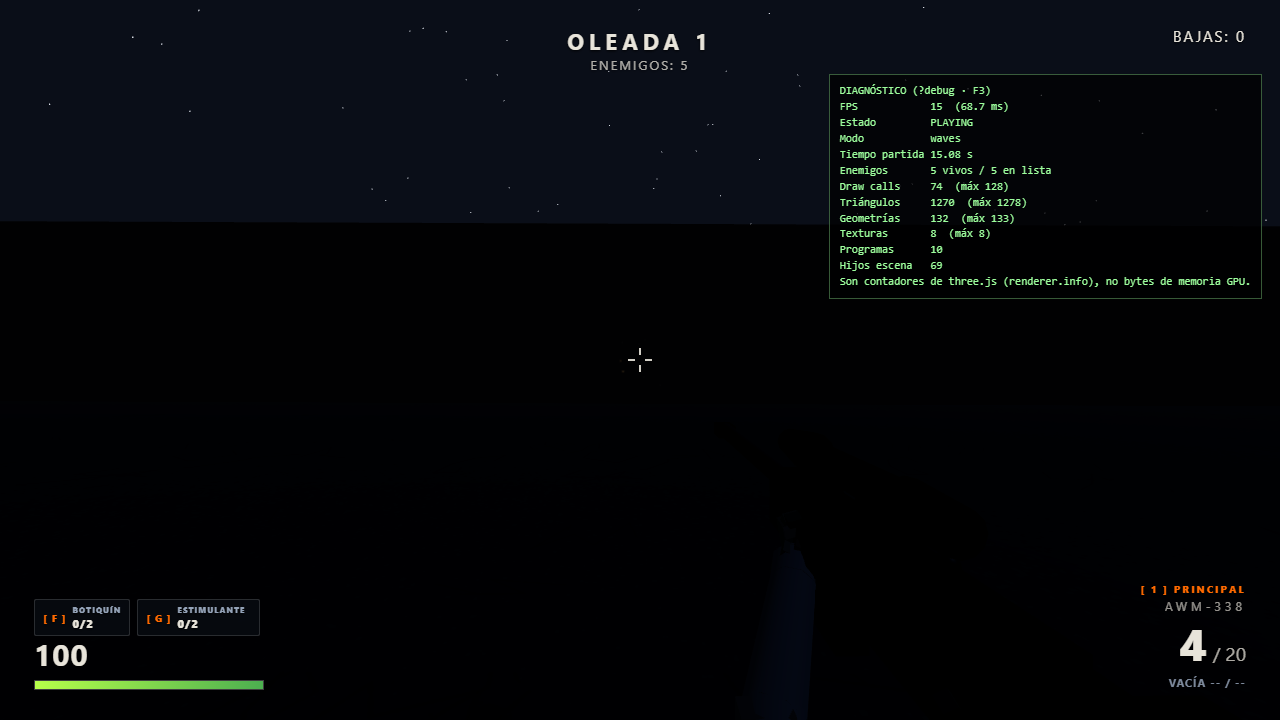 OLEADA 1
ENEMIGOS: 5
BAJAS: 0
DIAGNÓSTICO (?debug · F3)
FPS 15 (68.7 ms)
Estado PLAYING
Modo waves
Tiempo partida 15.08 s
Enemigos 5 vivos / 5 en lista
Draw calls 74 (máx 128)
Triángulos 1270 (máx 1278)
Geometrías 132 (máx 133)
Texturas 8 (máx 8)
Programas 10
Hijos escena 69
Son contadores de three.js (renderer.info), no bytes de memoria GPU.
[ F ] BOTIQUÍN 0/2
[ G ] ESTIMULANTE 0/2
100
[ 1 ] PRINCIPAL
AWM-338
4 / 20
VACÍA -- / --